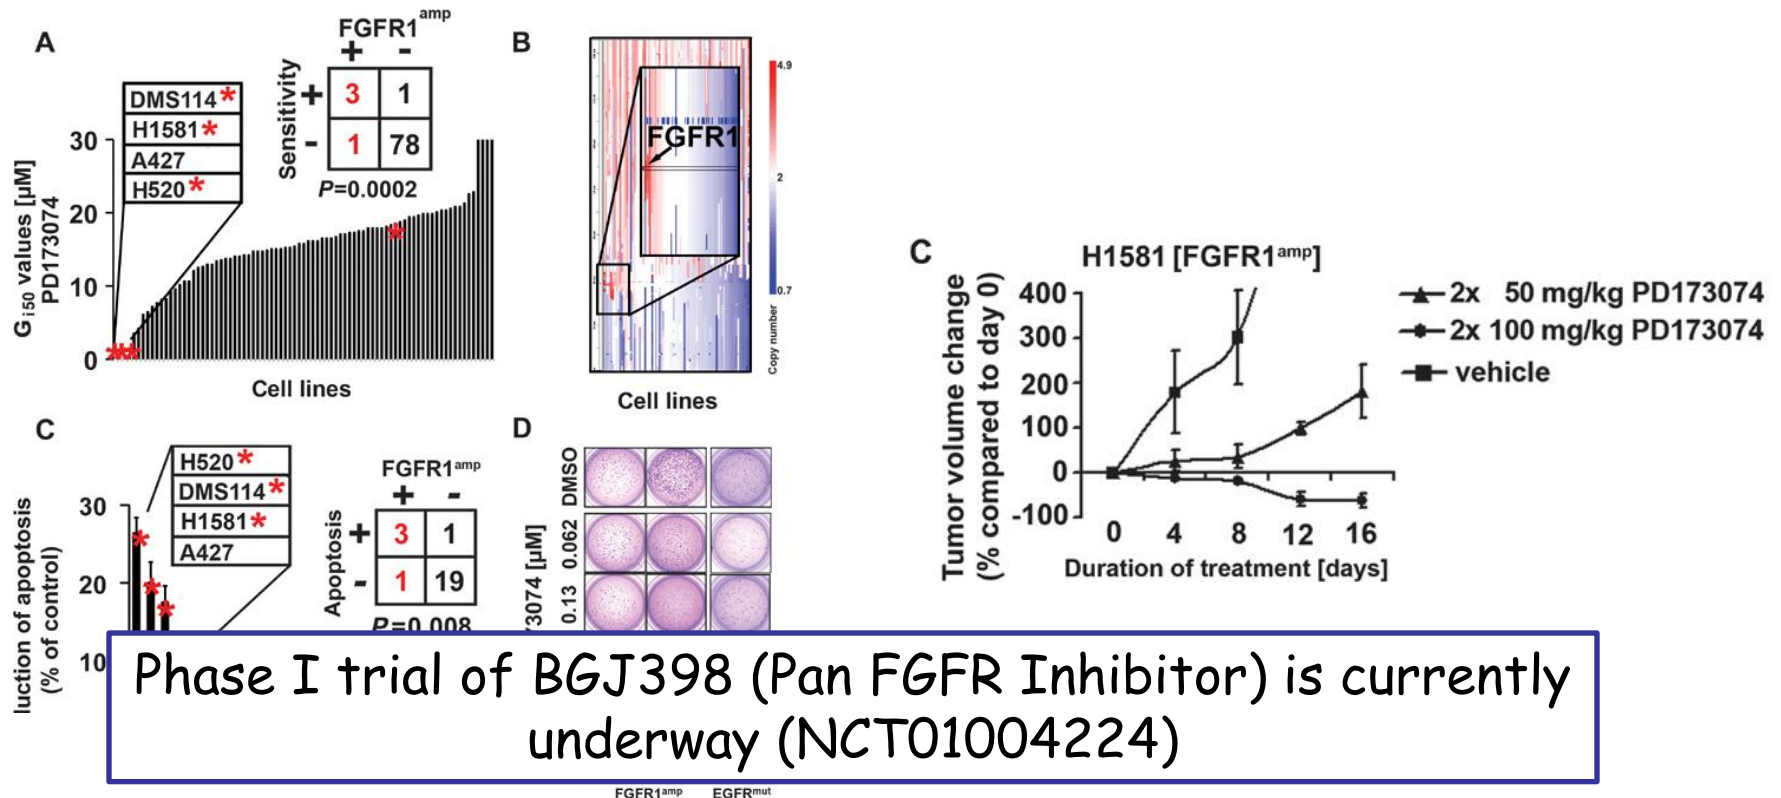 A
FGFR1amp
+ -
Sensitivity
+ 3 1
- 1 78
P=0.0002
DMS114*
H1581*
A427
H520*
Gi50 values [µM]
PD173074
30
20
10
0
Cell lines
B
FGFR1
4.9
2
0.7
Copy number
Cell lines
C
H520*
DMS114*
H1581*
A427
FGFR1amp
+ -
Apoptosis
+ 3 1
- 1 19
P=0.008
luction of apoptosis
(% of control)
30
20
10
D
DMSO
0.062
0.13
73074 [µM]
FGFR1amp EGFRmut
C
H1581 [FGFR1amp]
Tumor volume change
(% compared to day 0)
400
300
200
100
0
-100
0 4 8 12 16
Duration of treatment [days]
2x 50 mg/kg PD173074
2x 100 mg/kg PD173074
vehicle
Phase I trial of BGJ398 (Pan FGFR Inhibitor) is currently
underway (NCT01004224)